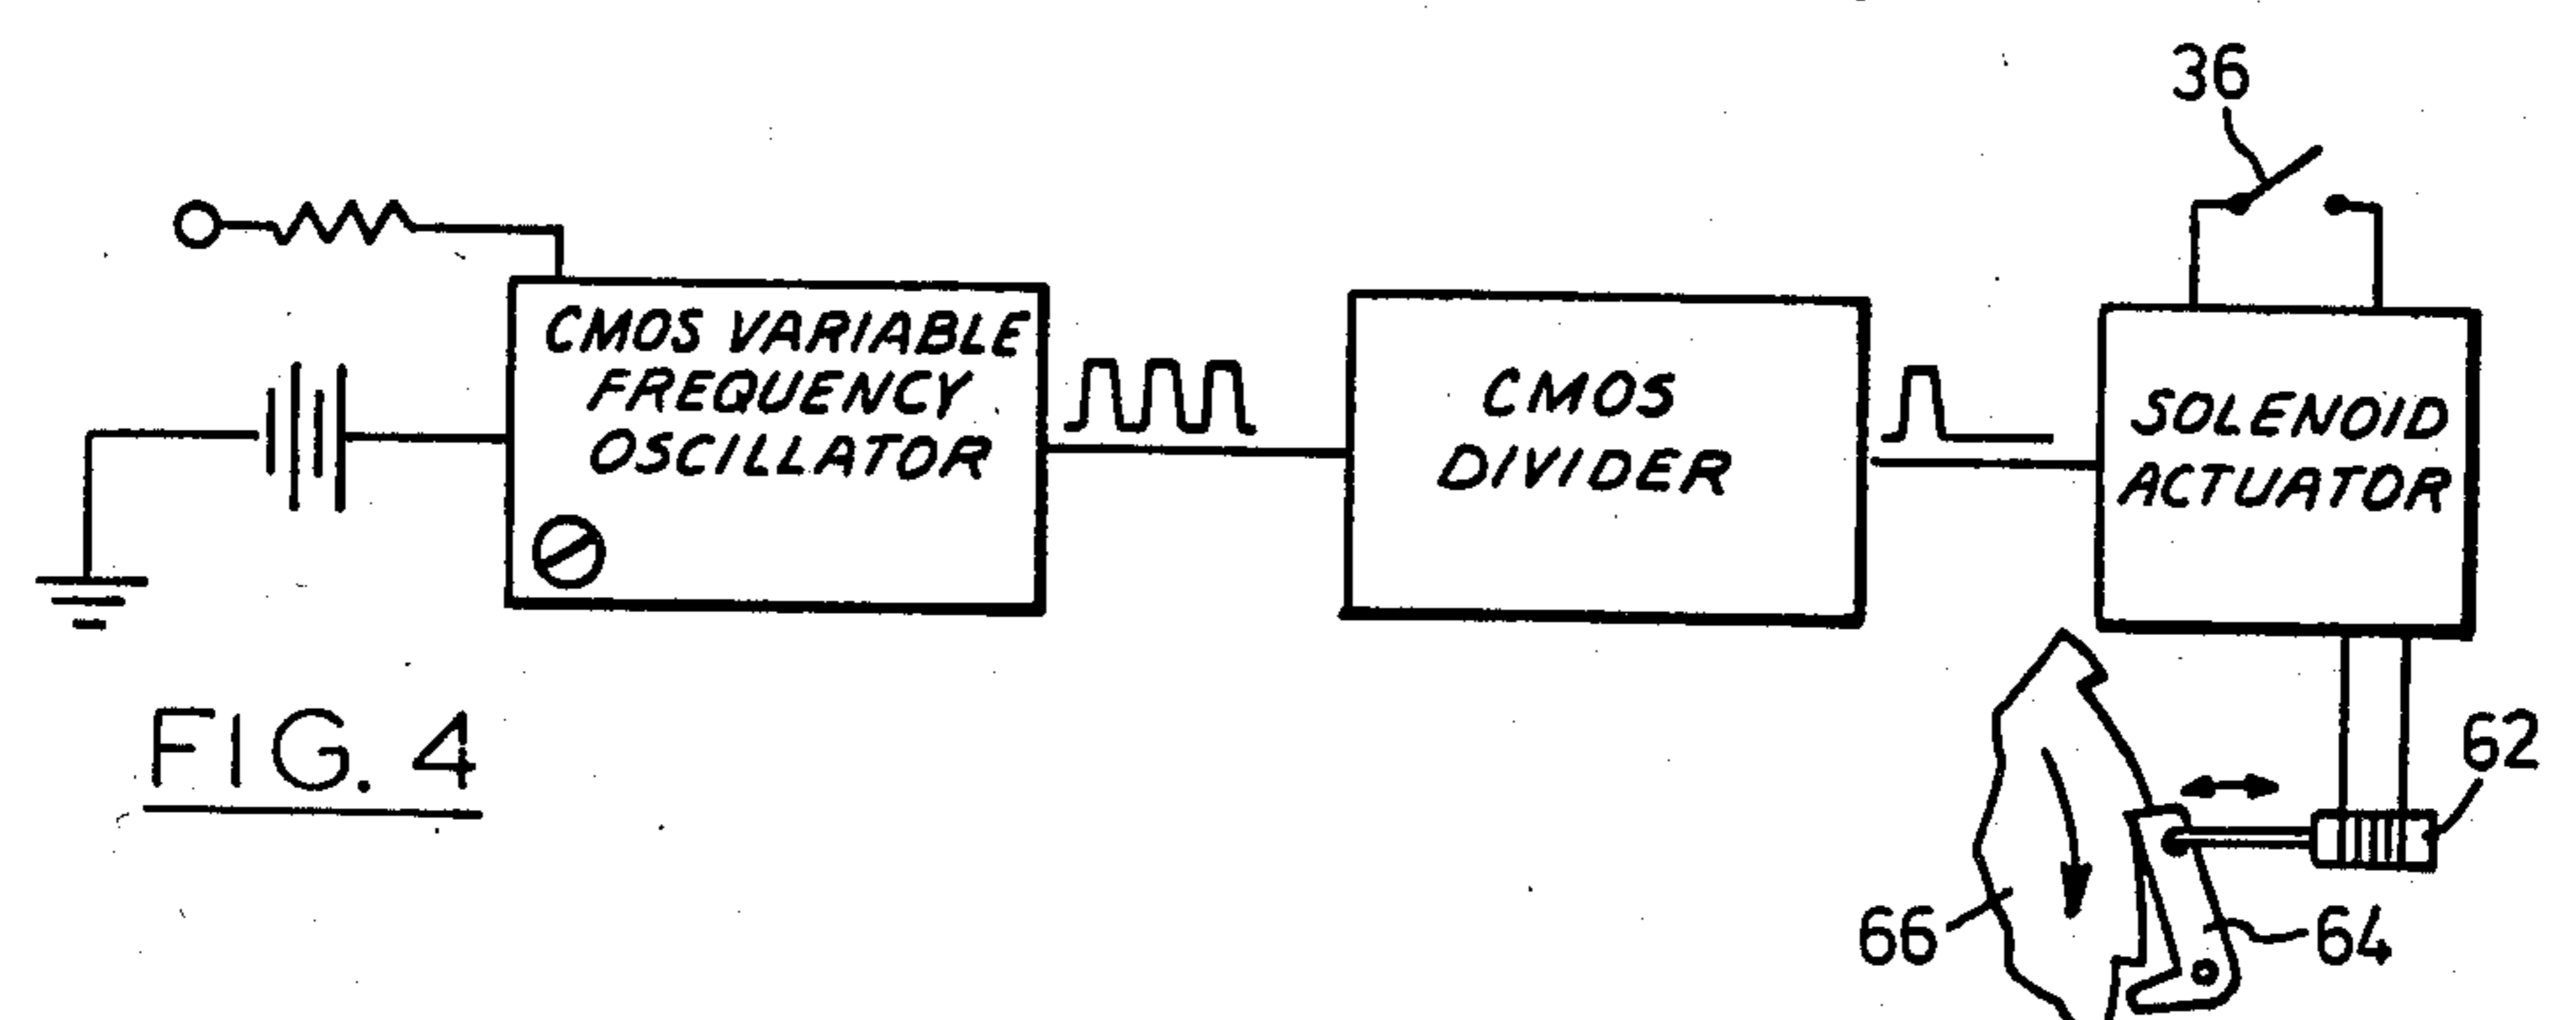 36
CMOS VARIABLE
FREQUENCY
OSCILLATOR
CMOS
DIVIDER
SOLENOID
ACTUATOR
FIG. 4
62
66
64